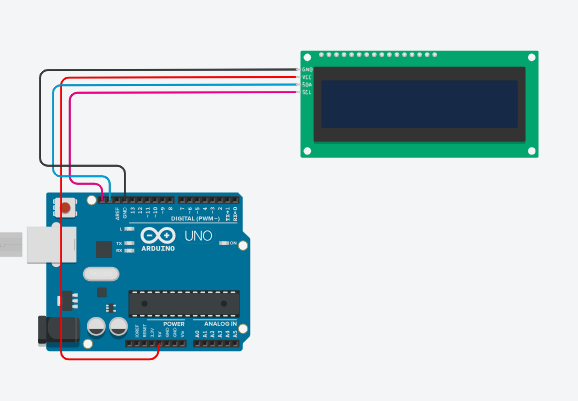 GND
VCC
SDA
SCL
AREF
GND
13
12
~11
~10
~9
8
7
~6
~5
4
~3
2
TX→1
RX←0
DIGITAL (PWM~)
L
TX
RX
UNO
ARDUINO
ON
POWER
ANALOG IN
IOREF
RESET
3.3V
5V
GND
GND
Vin
A0
A1
A2
A3
A4
A5